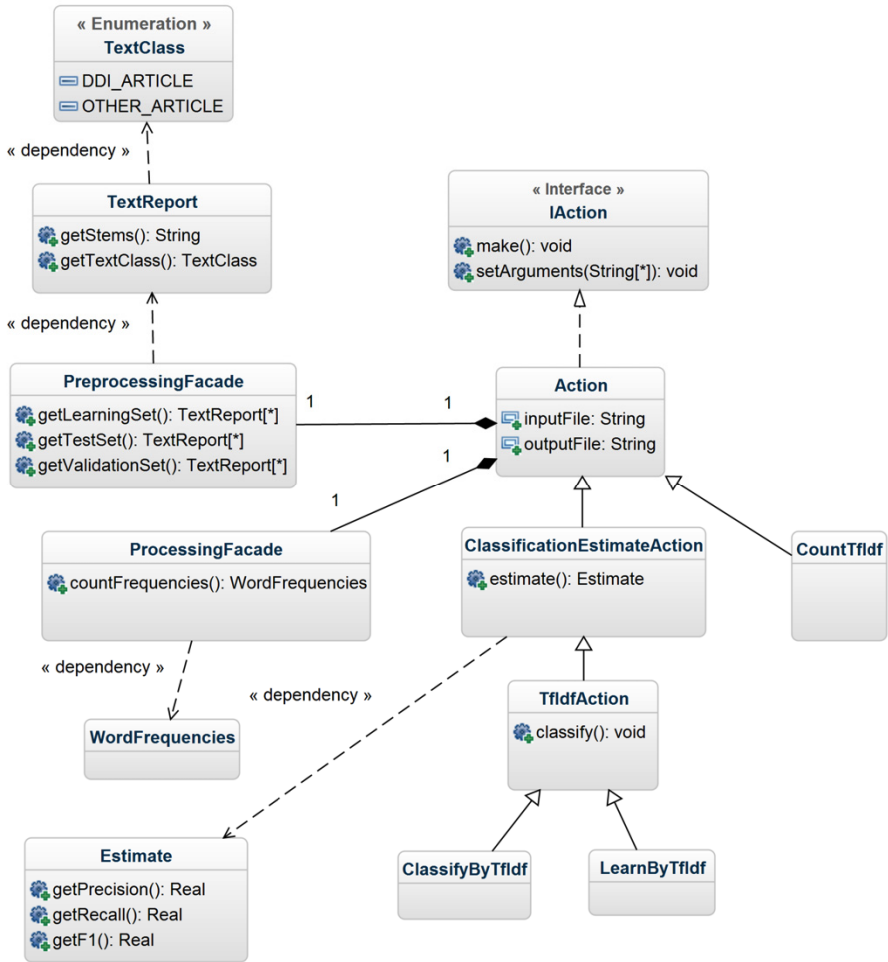 « Enumeration »
TextClass
DDI_ARTICLE
OTHER_ARTICLE
« dependency »
TextReport
getStems(): String
getTextClass(): TextClass
« dependency »
« Interface »
IAction
make(): void
setArguments(String[*]): void
PreprocessingFacade
getLearningSet(): TextReport[*]
getTestSet(): TextReport[*]
getValidationSet(): TextReport[*]
1
1
Action
inputFile: String
outputFile: String
1
1
ProcessingFacade
countFrequencies(): WordFrequencies
ClassificationEstimateAction
estimate(): Estimate
CountTfIdf
« dependency »
« dependency »
WordFrequencies
TfIdfAction
classify(): void
Estimate
getPrecision(): Real
getRecall(): Real
getF1(): Real
ClassifyByTfIdf
LearnByTfIdf